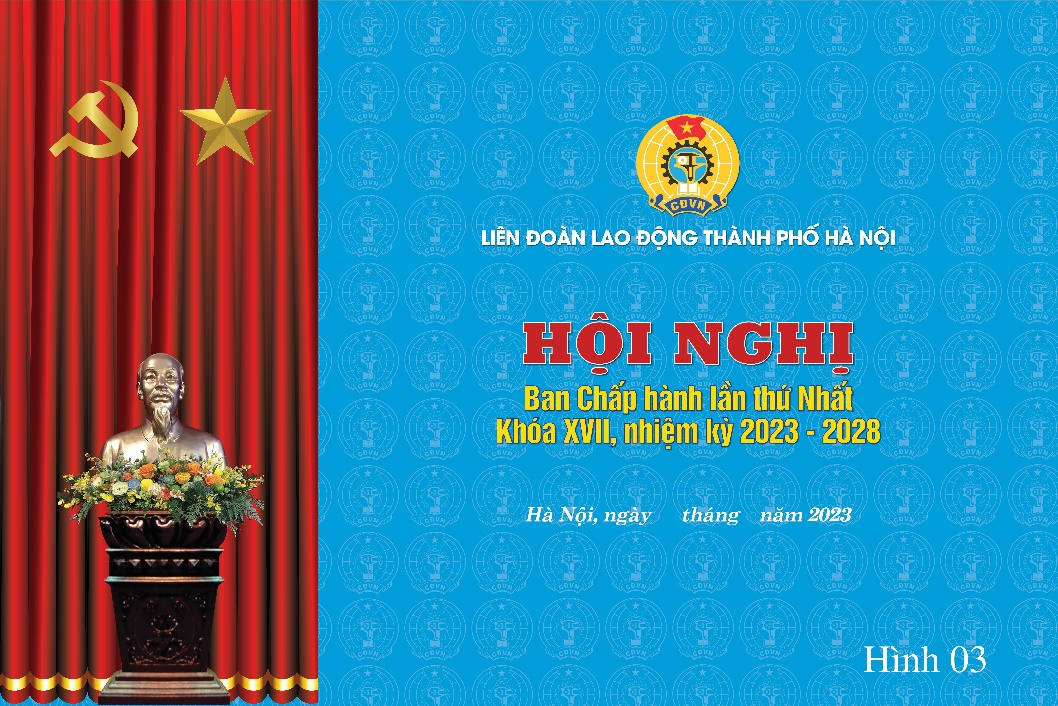 CĐVN
LIÊN ĐOÀN LAO ĐỘNG THÀNH PHỐ HÀ NỘI
HỘI NGHỊ
Ban Chấp hành lần thứ Nhất
Khóa XVII, nhiệm kỳ 2023 - 2028
Hà Nội, ngày tháng năm 2023
Hình 03